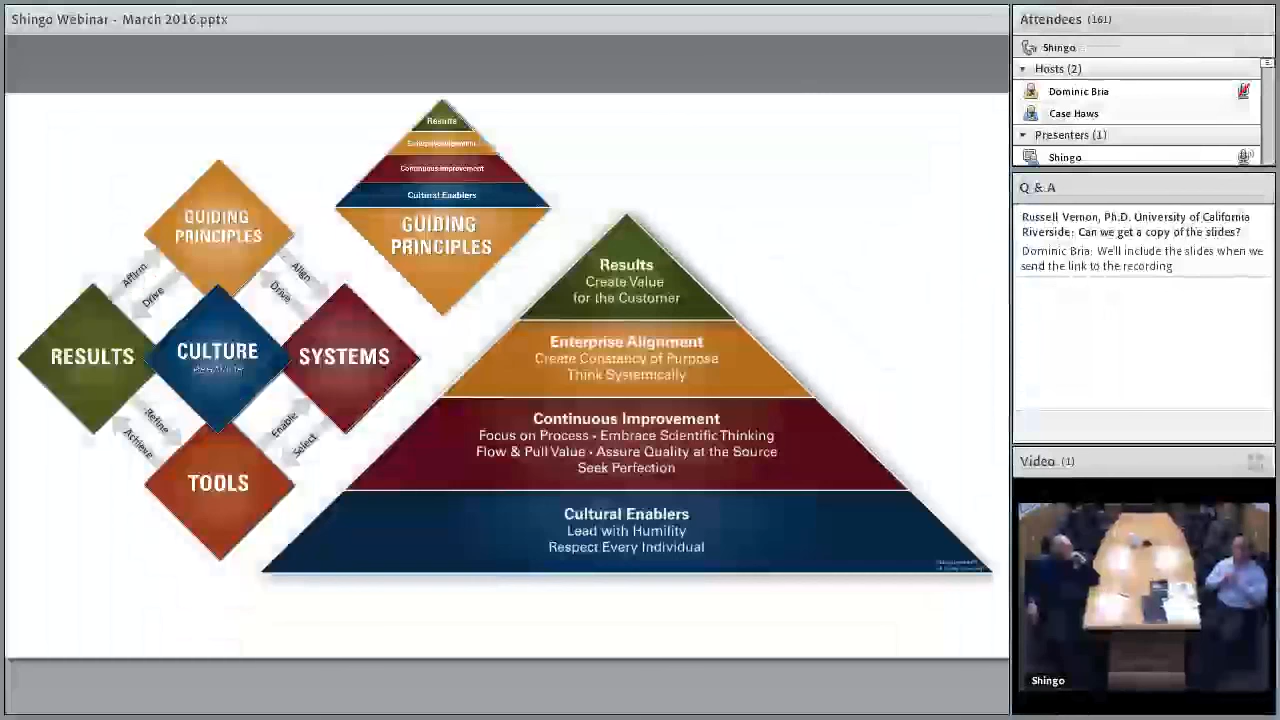 Shingo Webinar - March 2016.pptx
Results
Enterprise Alignment
Continuous Improvement
Cultural Enablers
GUIDING
PRINCIPLES
GUIDING
PRINCIPLES
Affirm
Drive
Align
Drive
RESULTS
CULTURE
SYSTEMS
Refine
Achieve
Enable
Select
TOOLS
Results
Create Value
for the Customer
Enterprise Alignment
Create Constancy of Purpose
Think Systemically
Continuous Improvement
Focus on Process • Embrace Scientific Thinking
Flow & Pull Value • Assure Quality at the Source
Seek Perfection
Cultural Enablers
Lead with Humility
Respect Every Individual
Attendees (161)
Shingo
Hosts (2)
Dominic Bria
Case Haws
Presenters (1)
Shingo
Q & A
Russell Vernon, Ph.D. University of California
Riverside: Can we get a copy of the slides?
Dominic Bria: We'll include the slides when we
send the link to the recording
Video (1)
Shingo